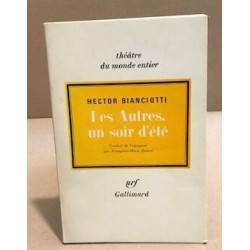 théâtre
du monde entier
HECTOR BIANCIOTTI
Les Autres,
un soir d'été
Traduit de l'espagnol
par Françoise-Marie Rosset
nrf
Gallimard